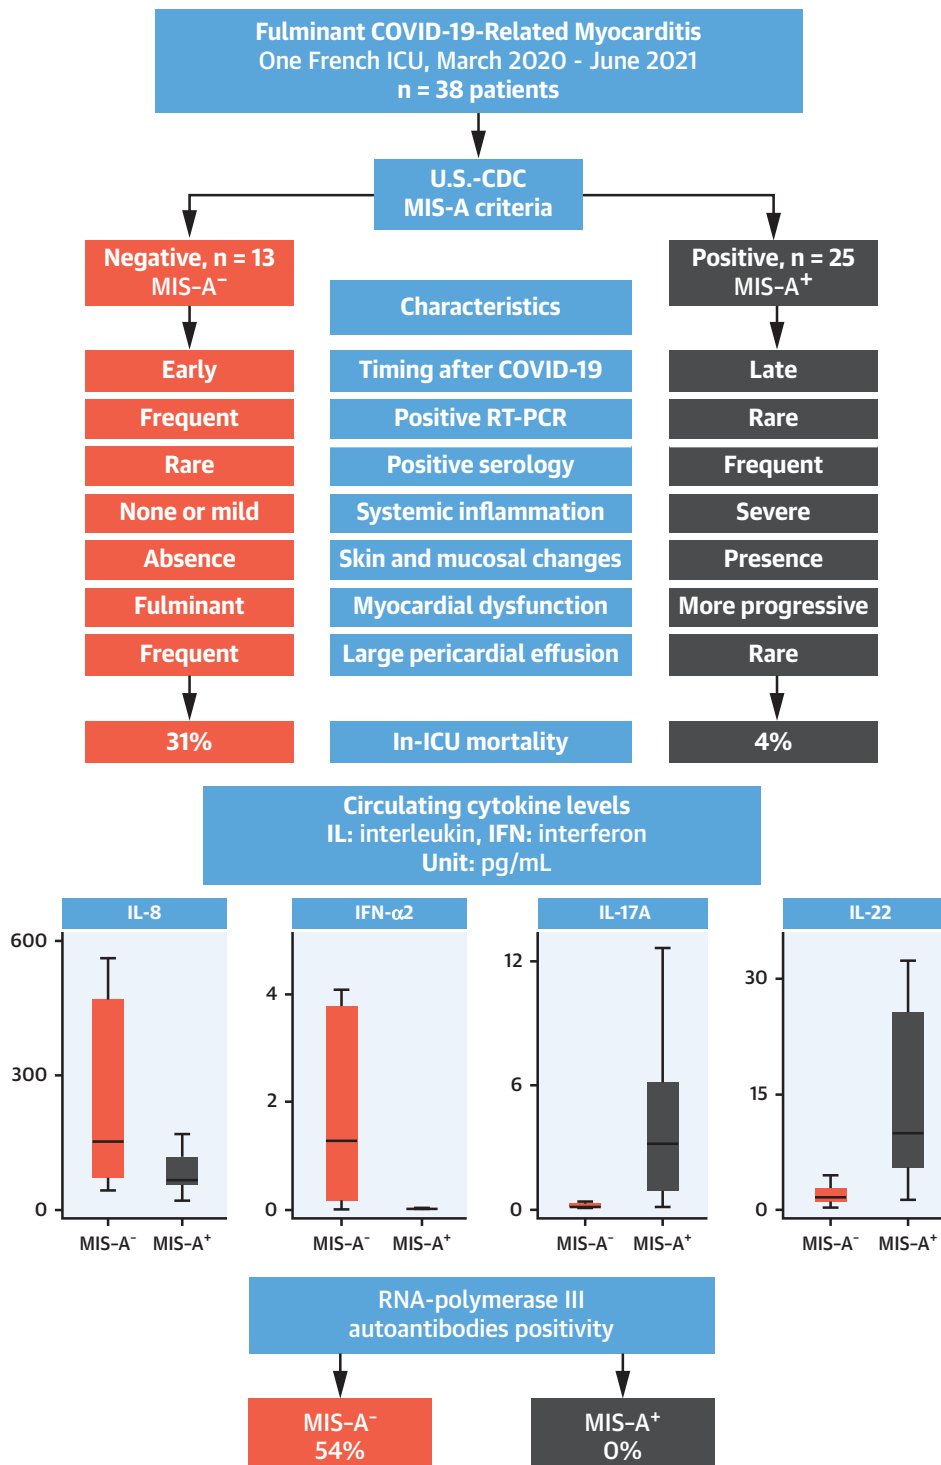 Fulminant COVID-19-Related Myocarditis
One French ICU, March 2020 - June 2021
n = 38 patients
U.S.-CDC
MIS-A criteria
Negative, n = 13
MIS–A⁻
Positive, n = 25
MIS–A⁺
Characteristics
Early
Timing after COVID-19
Late
Frequent
Positive RT-PCR
Rare
Rare
Positive serology
Frequent
None or mild
Systemic inflammation
Severe
Absence
Skin and mucosal changes
Presence
Fulminant
Myocardial dysfunction
More progressive
Frequent
Large pericardial effusion
Rare
31%
In-ICU mortality
4%
Circulating cytokine levels
IL: interleukin, IFN: interferon
Unit: pg/mL
IL-8
600
300
0
MIS–A⁻
MIS–A⁺
IFN-α2
4
2
0
MIS–A⁻
MIS–A⁺
IL-17A
12
6
0
MIS–A⁻
MIS–A⁺
IL-22
30
15
0
MIS–A⁻
MIS–A⁺
RNA-polymerase III
autoantibodies positivity
MIS–A⁻
54%
MIS–A⁺
0%